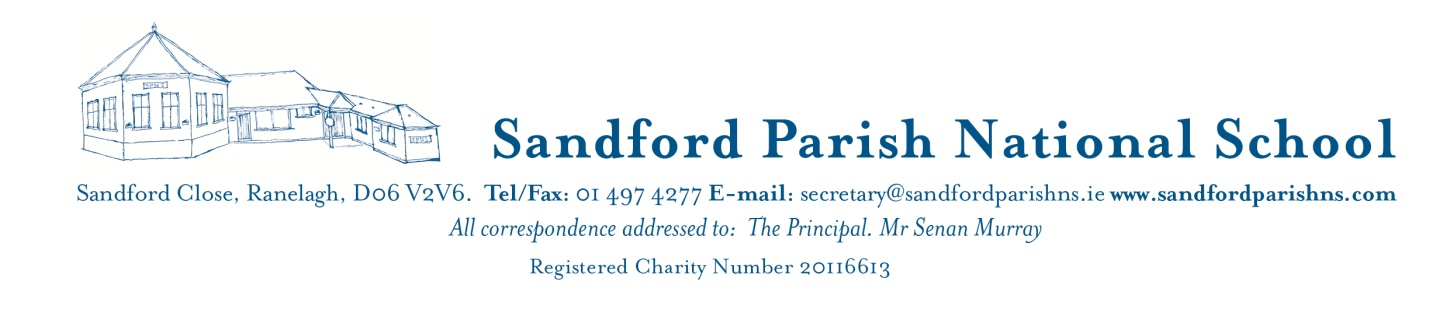 Sandford Parish National School
Sandford Close, Ranelagh, D06 V2V6. Tel/Fax: 01 497 4277 E-mail: secretary@sandfordparishns.ie www.sandfordparishns.com
All correspondence addressed to: The Principal. Mr Senan Murray
Registered Charity Number 20116613